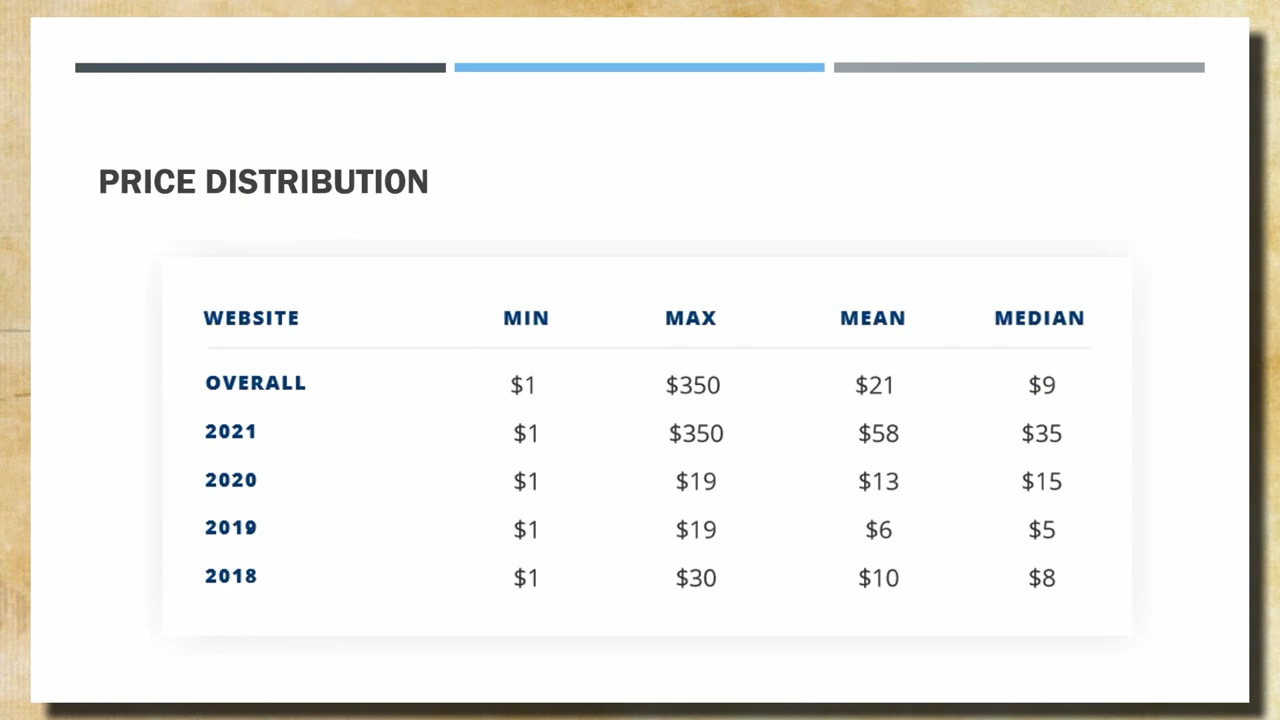 PRICE DISTRIBUTION
WEBSITE MIN MAX MEAN MEDIAN
OVERALL $1 $350 $21 $9
2021 $1 $350 $58 $35
2020 $1 $19 $13 $15
2019 $1 $19 $6 $5
2018 $1 $30 $10 $8